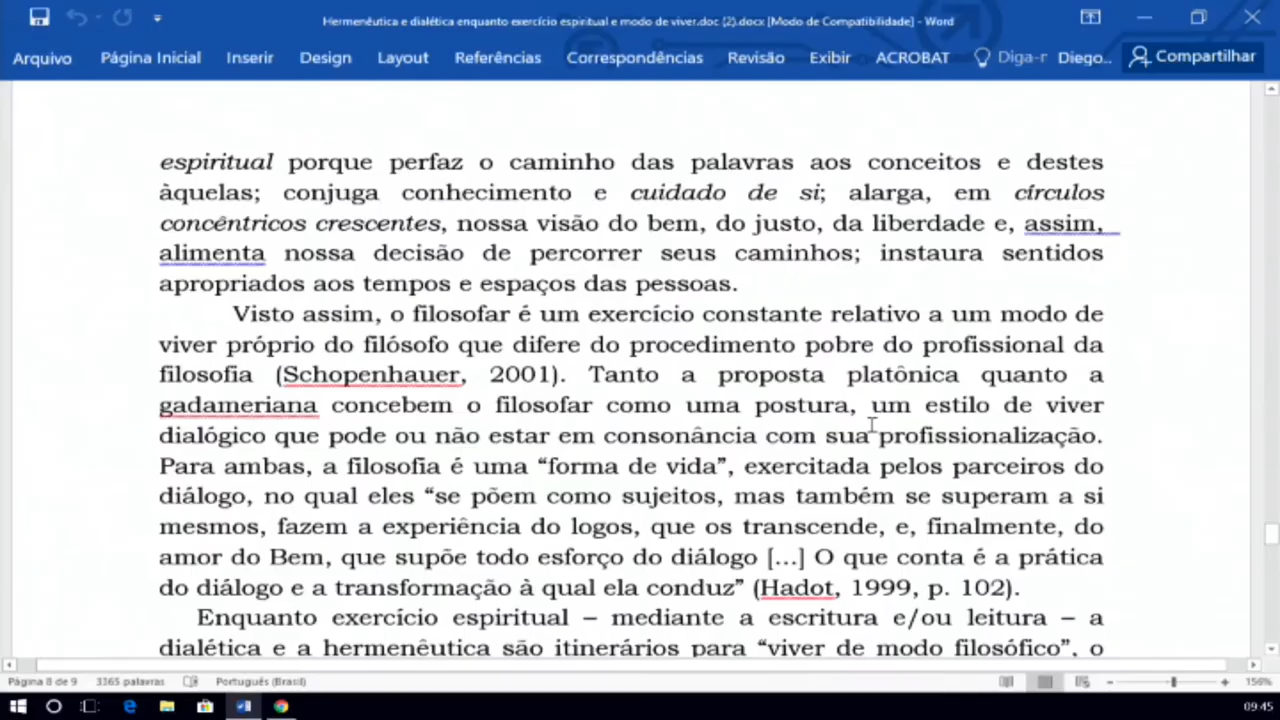 Hermenêutica e dialética enquanto exercício espiritual e modo de viver.doc (2).docx [Modo de Compatibilidade] - Word
Arquivo Página Inicial Inserir Design Layout Referências Correspondências Revisão Exibir ACROBAT Diga-r Diego.. Compartilhar
espiritual porque perfaz o caminho das palavras aos conceitos e destes
àquelas; conjuga conhecimento e cuidado de si; alarga, em círculos
concêntricos crescentes, nossa visão do bem, do justo, da liberdade e, assim,
alimenta nossa decisão de percorrer seus caminhos; instaura sentidos
apropriados aos tempos e espaços das pessoas.
Visto assim, o filosofar é um exercício constante relativo a um modo de
viver próprio do filósofo que difere do procedimento pobre do profissional da
filosofia (Schopenhauer, 2001). Tanto a proposta platônica quanto a
gadameriana concebem o filosofar como uma postura, um estilo de viver
dialógico que pode ou não estar em consonância com sua profissionalização.
Para ambas, a filosofia é uma “forma de vida”, exercitada pelos parceiros do
diálogo, no qual eles “se põem como sujeitos, mas também se superam a si
mesmos, fazem a experiência do logos, que os transcende, e, finalmente, do
amor do Bem, que supõe todo esforço do diálogo [...] O que conta é a prática
do diálogo e a transformação à qual ela conduz” (Hadot, 1999, p. 102).
Enquanto exercício espiritual – mediante a escritura e/ou leitura – a
dialética e a hermenêutica são itinerários para “viver de modo filosófico”, o
Página 8 de 9 3365 palavras Português (Brasil) 156%
09:45